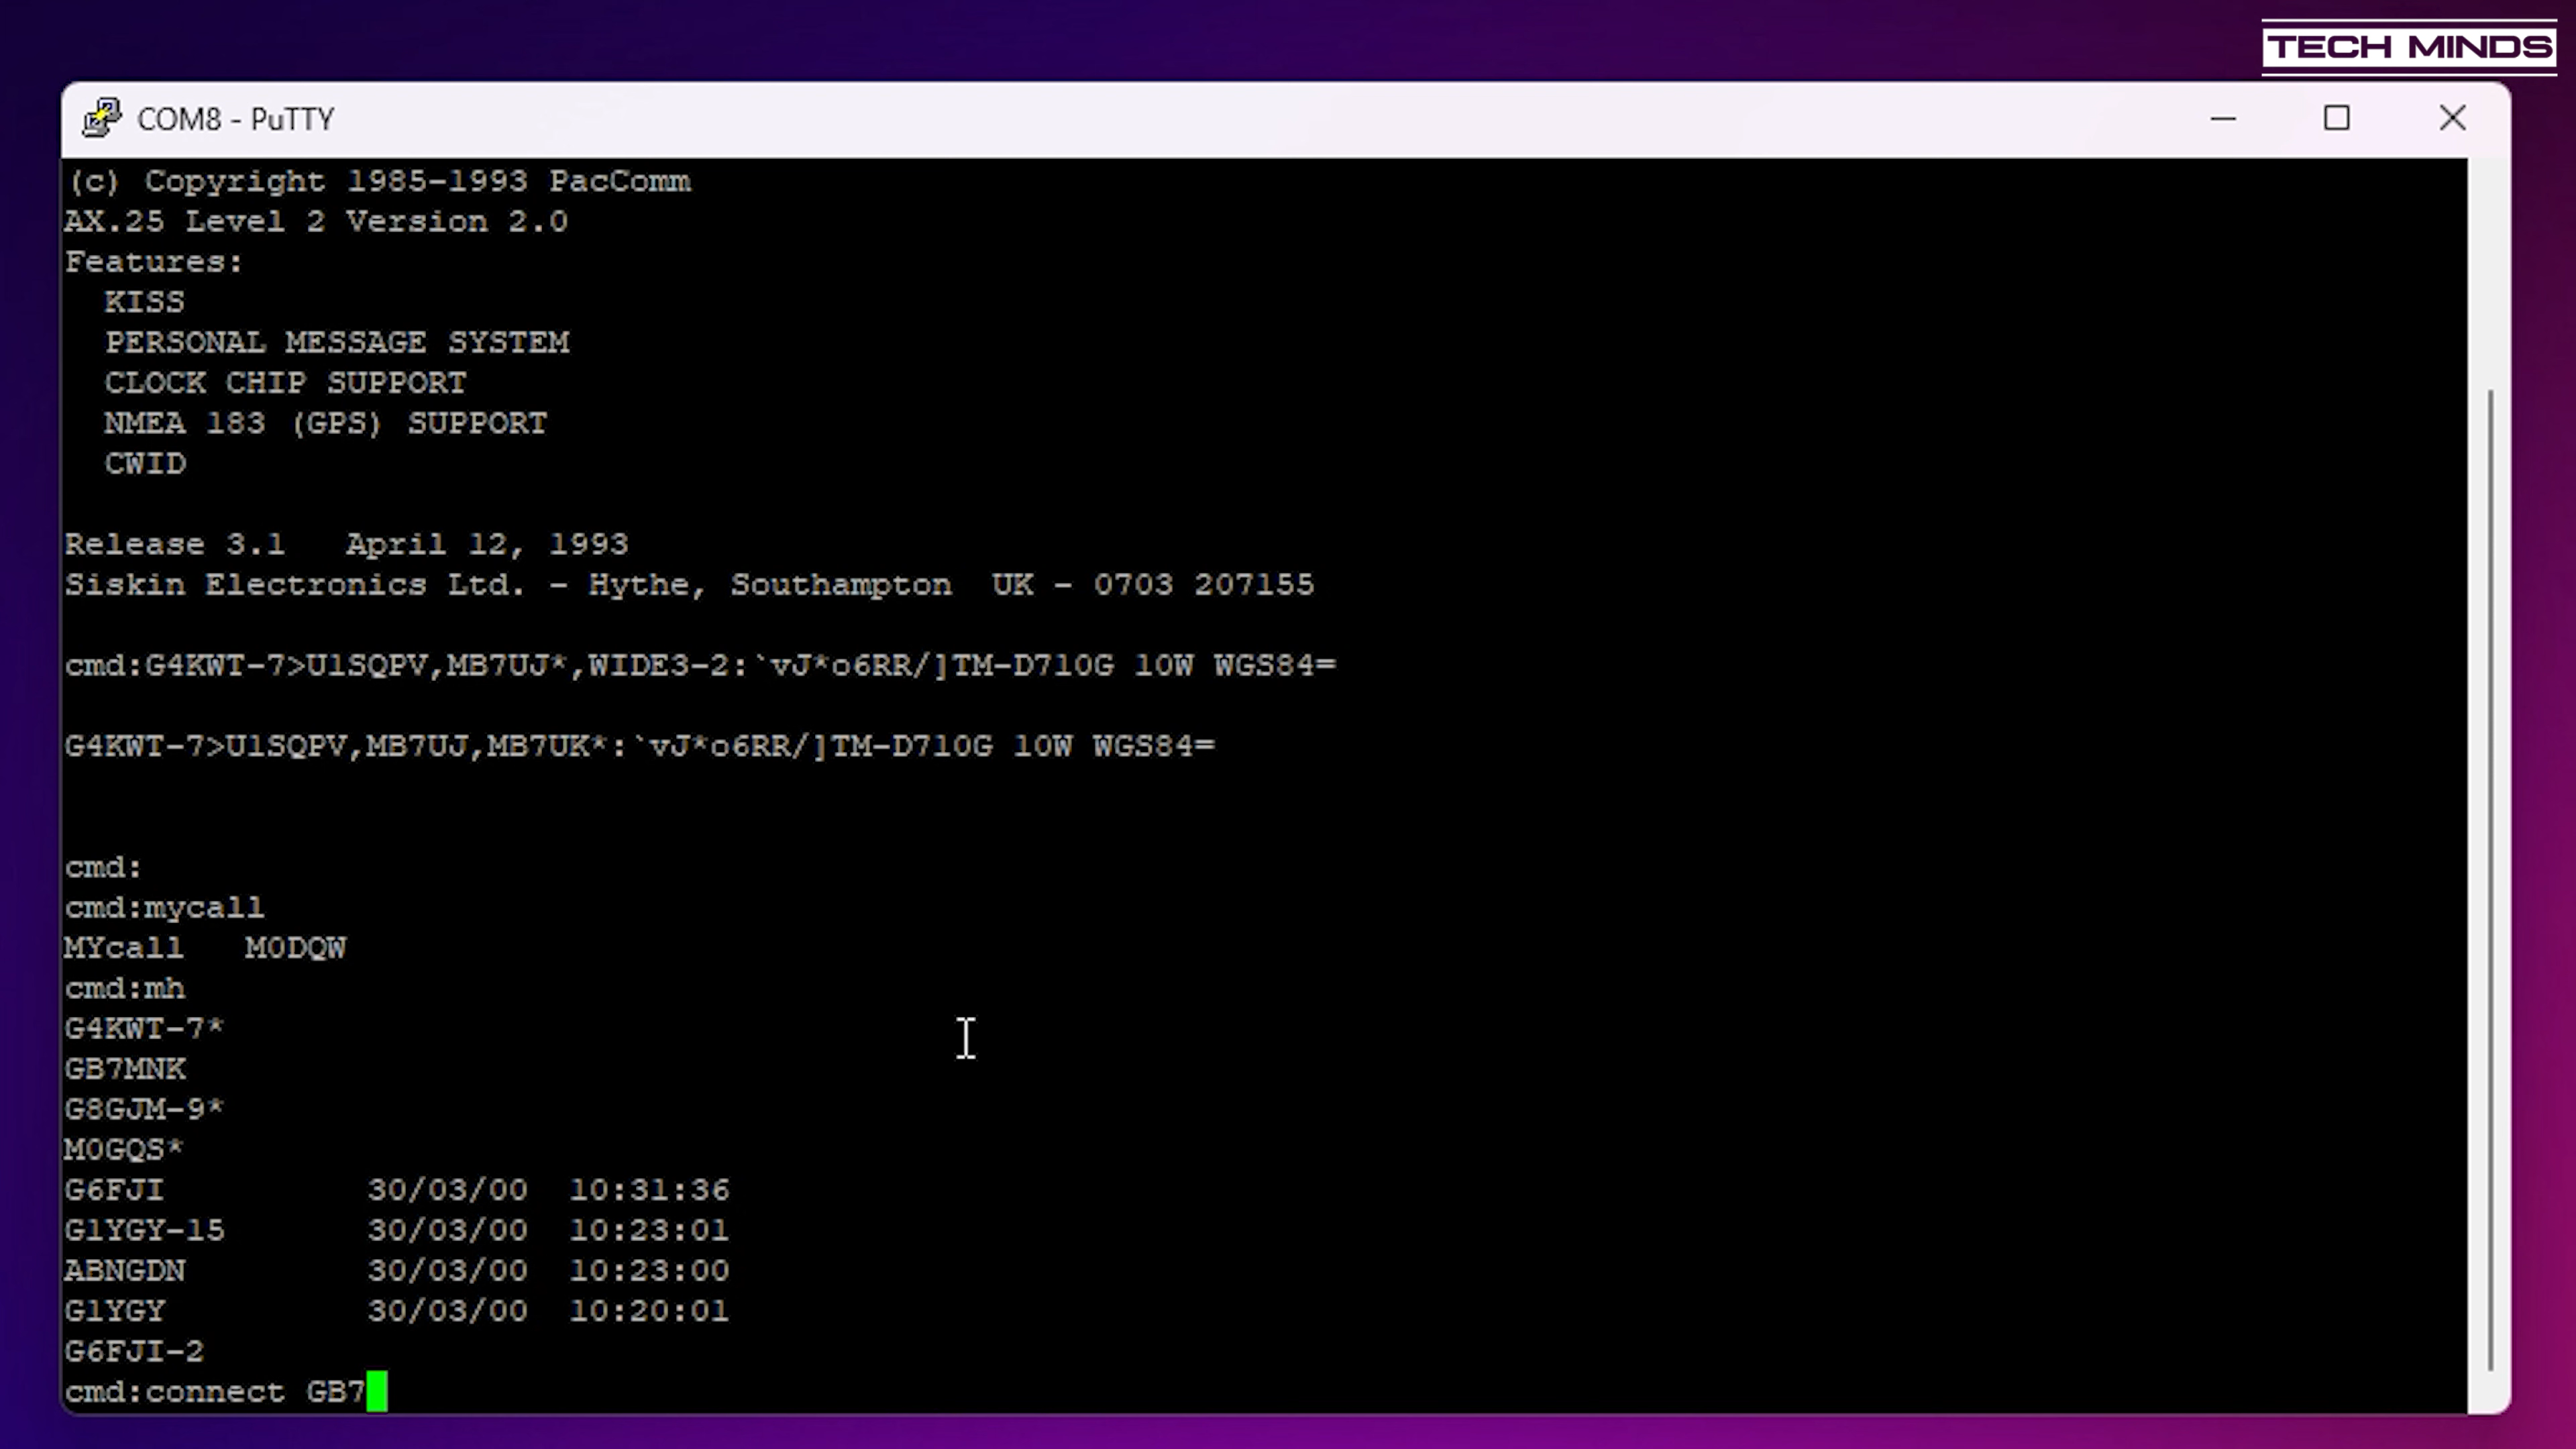 TECH MINDS
COM8 - PuTTY
(c) Copyright 1985-1993 PacComm
AX.25 Level 2 Version 2.0
Features:
  KISS
  PERSONAL MESSAGE SYSTEM
  CLOCK CHIP SUPPORT
  NMEA 183 (GPS) SUPPORT
  CWID
Release 3.1   April 12, 1993
Siskin Electronics Ltd. - Hythe, Southampton  UK - 0703 207155
cmd:G4KWT-7>U1SQPV,MB7UJ*,WIDE3-2:`vJ*o6RR/]TM-D710G 10W WGS84=
G4KWT-7>U1SQPV,MB7UJ,MB7UK*:`vJ*o6RR/]TM-D710G 10W WGS84=
cmd:
cmd:mycall
MYcall   M0DQW
cmd:mh
G4KWT-7*
GB7MNK
G8GJM-9*
M0GQS*
G6FJI          30/03/00  10:31:36
G1YGY-15       30/03/00  10:23:01
ABNGDN         30/03/00  10:23:00
G1YGY          30/03/00  10:20:01
G6FJI-2
cmd:connect GB7